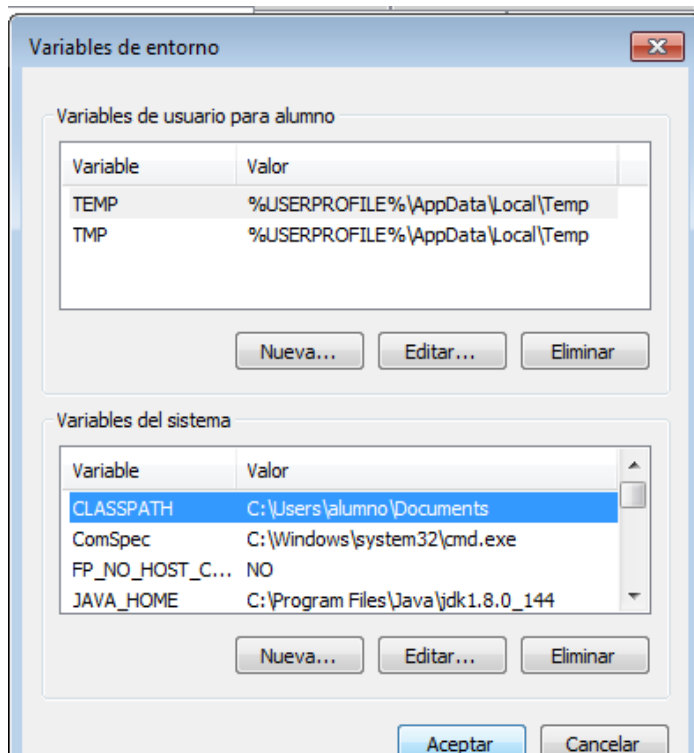 Variables de entorno
Variables de usuario para alumno
Variable Valor
TEMP %USERPROFILE%\AppData\Local\Temp
TMP %USERPROFILE%\AppData\Local\Temp
Nueva... Editar... Eliminar
Variables del sistema
Variable Valor
CLASSPATH C:\Users\alumno\Documents
ComSpec C:\Windows\system32\cmd.exe
FP_NO_HOST_C... NO
JAVA_HOME C:\Program Files\Java\jdk1.8.0_144
Nueva... Editar... Eliminar
Aceptar Cancelar